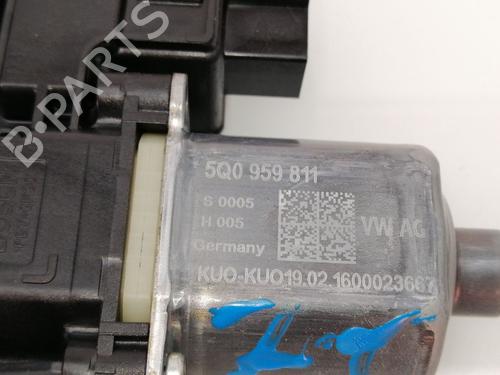 B-PARTS
5Q0 959 811
S 0005
H 005
VW AG
Germany
KUO-KUO19.02.1600023667
L